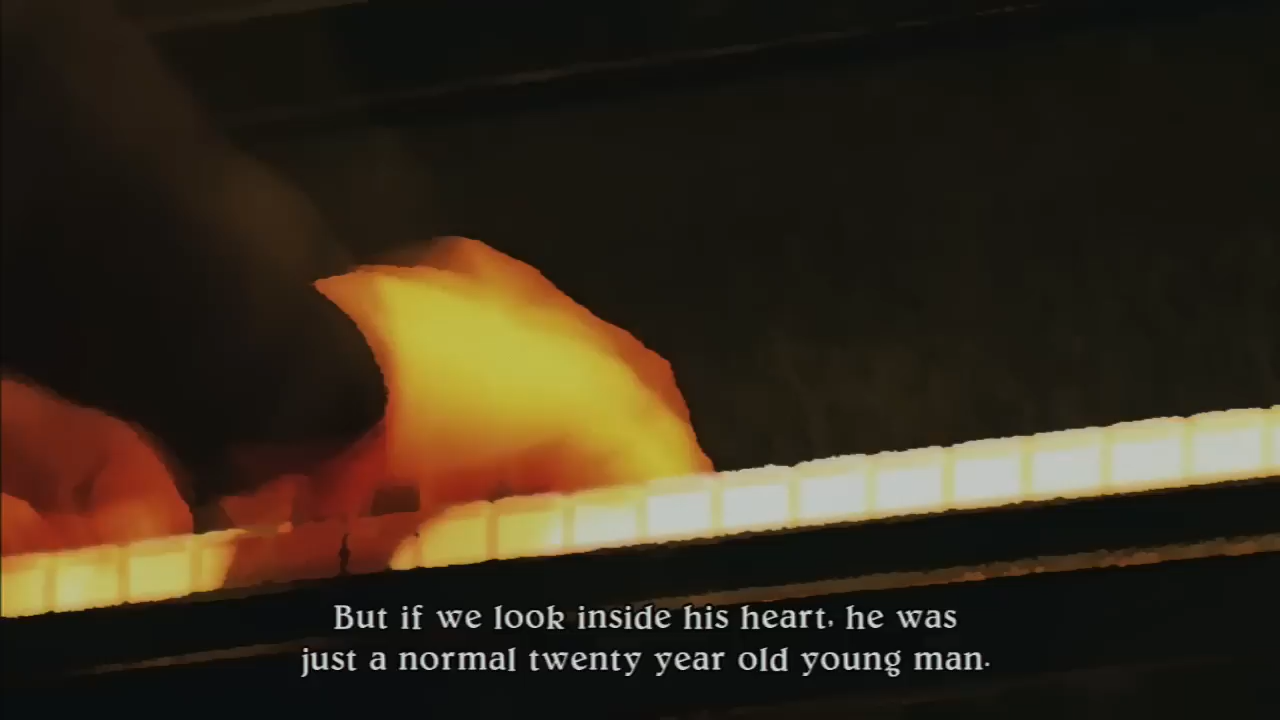 But if we look inside his heart, he was
just a normal twenty year old young man.